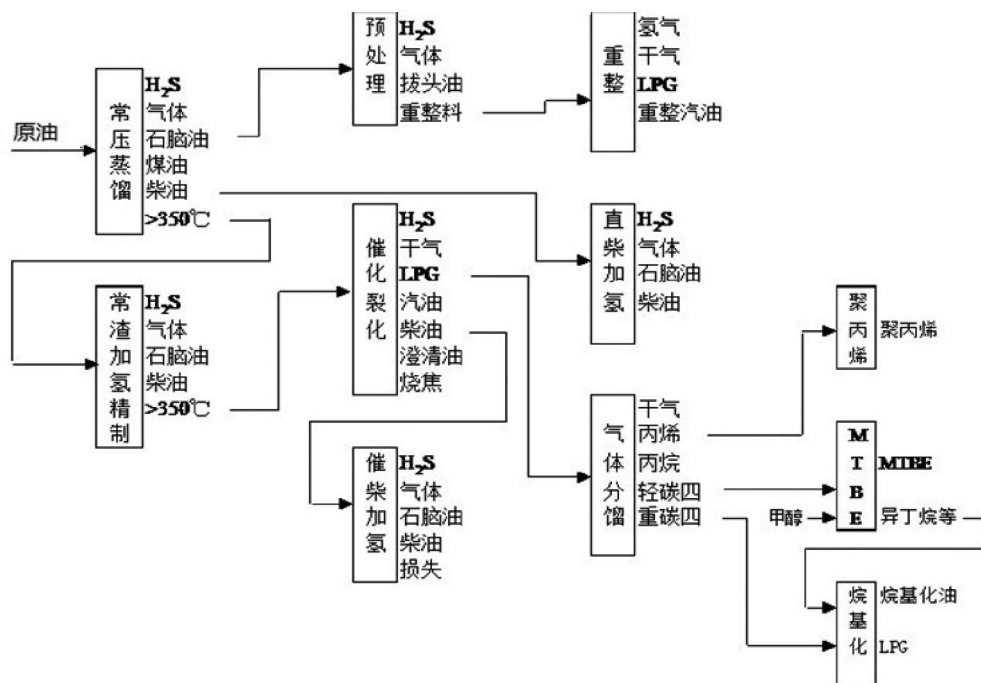 原油
常压蒸馏
H₂S
气体
石脑油
煤油
柴油
>350℃
预处理
H₂S
气体
拔头油
重整料
重整
氢气
干气
LPG
重整汽油
常渣加氢精制
H₂S
气体
石脑油
柴油
>350℃
催化裂化
H₂S
干气
LPG
汽油
柴油
澄清油
烧焦
直柴加氢
H₂S
气体
石脑油
柴油
催柴加氢
H₂S
气体
石脑油
柴油
损失
气体分馏
干气
丙烯
丙烷
轻碳四
重碳四
聚丙烯
聚丙烯
甲醇
MTBE
MTBE
异丁烷等
烷基化
烷基化油
LPG